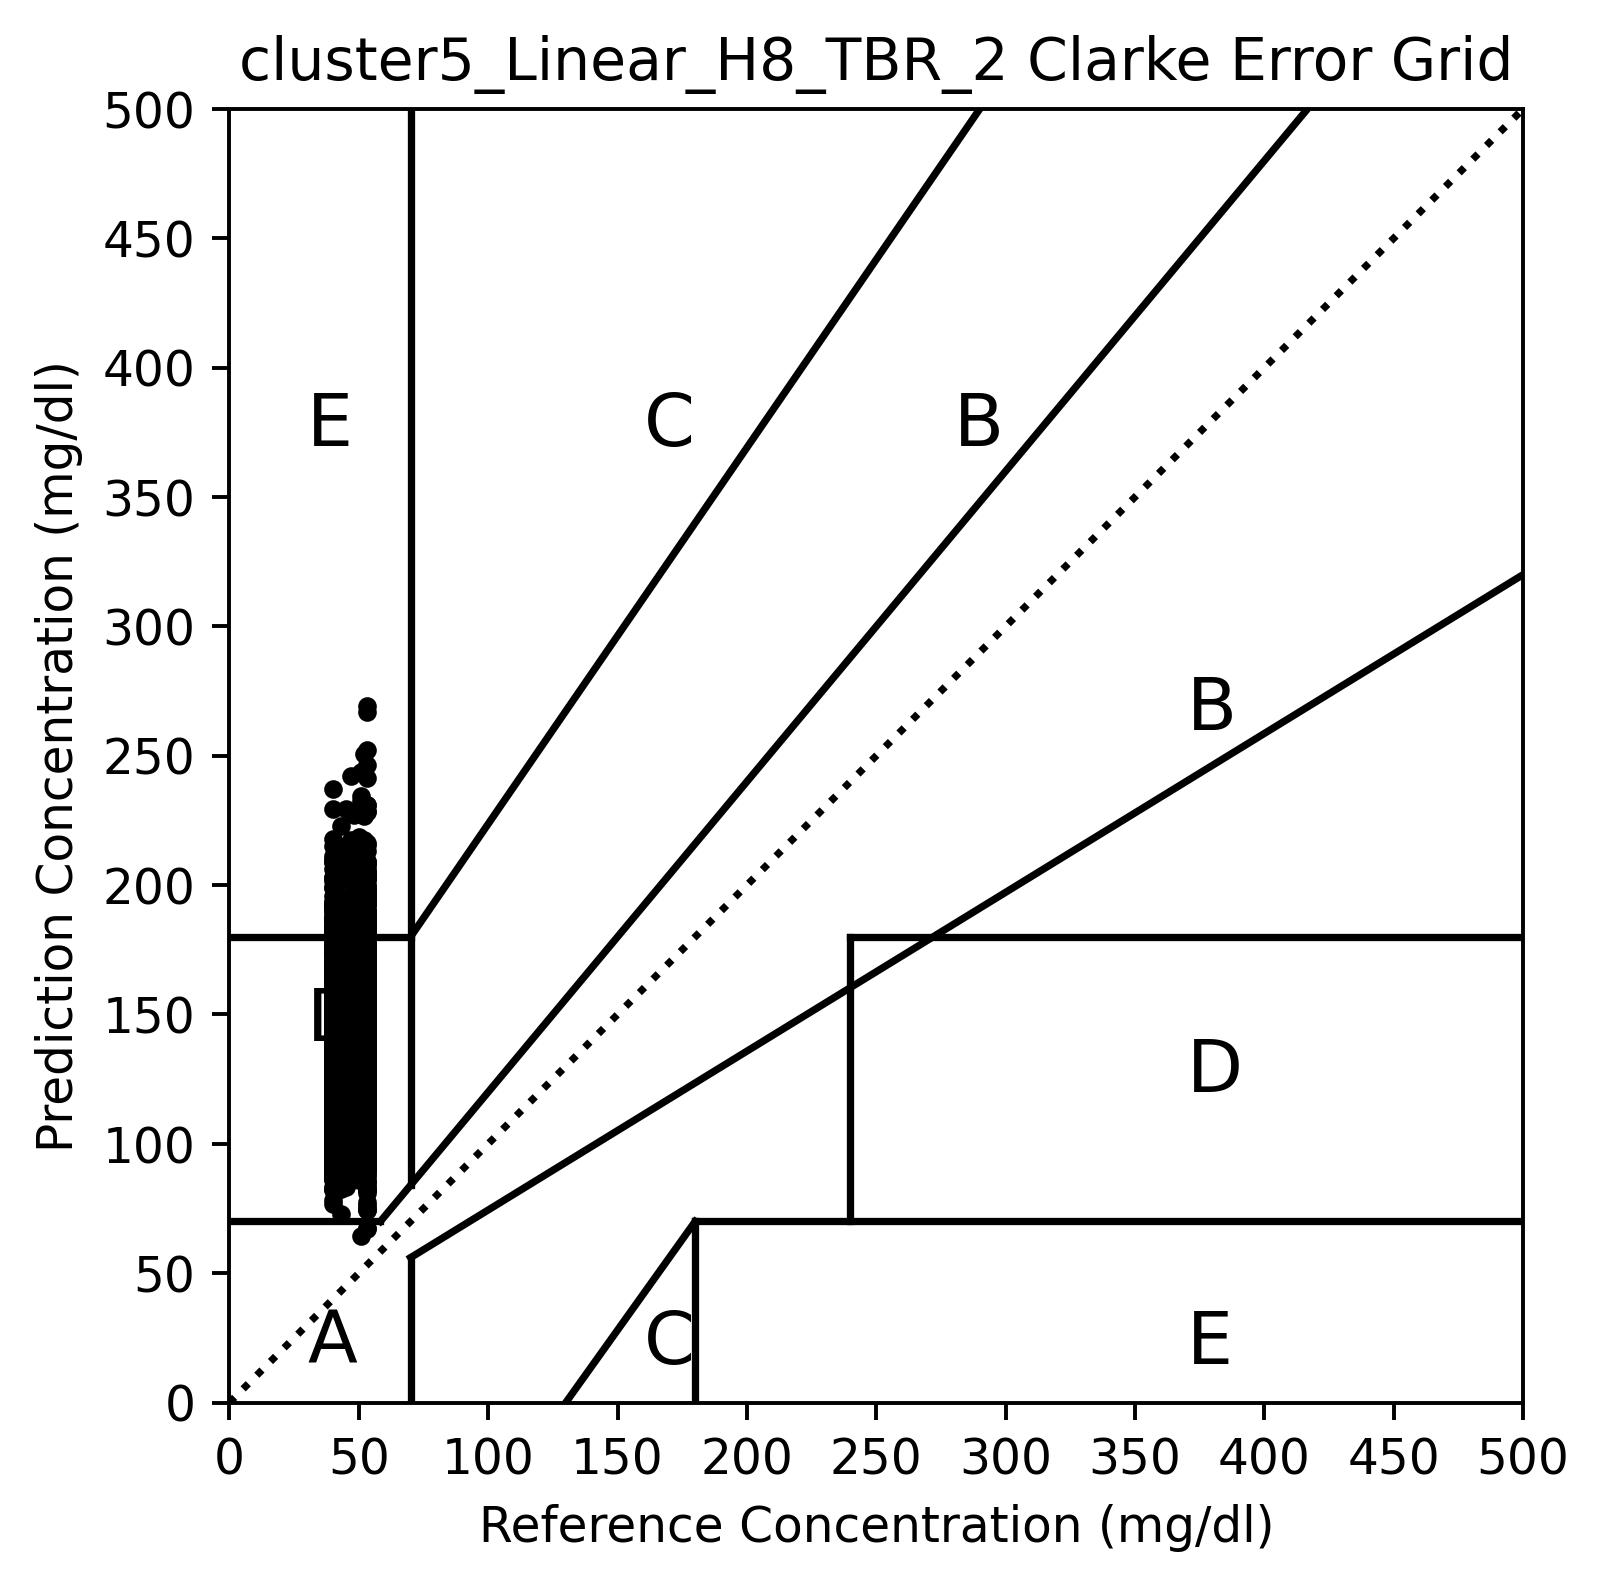 cluster5_Linear_H8_TBR_2 Clarke Error Grid
Prediction Concentration (mg/dl)
500
450
400
350
300
250
200
150
100
50
0
E
C
B
B
D
A
C
E
0 50 100 150 200 250 300 350 400 450 500
Reference Concentration (mg/dl)